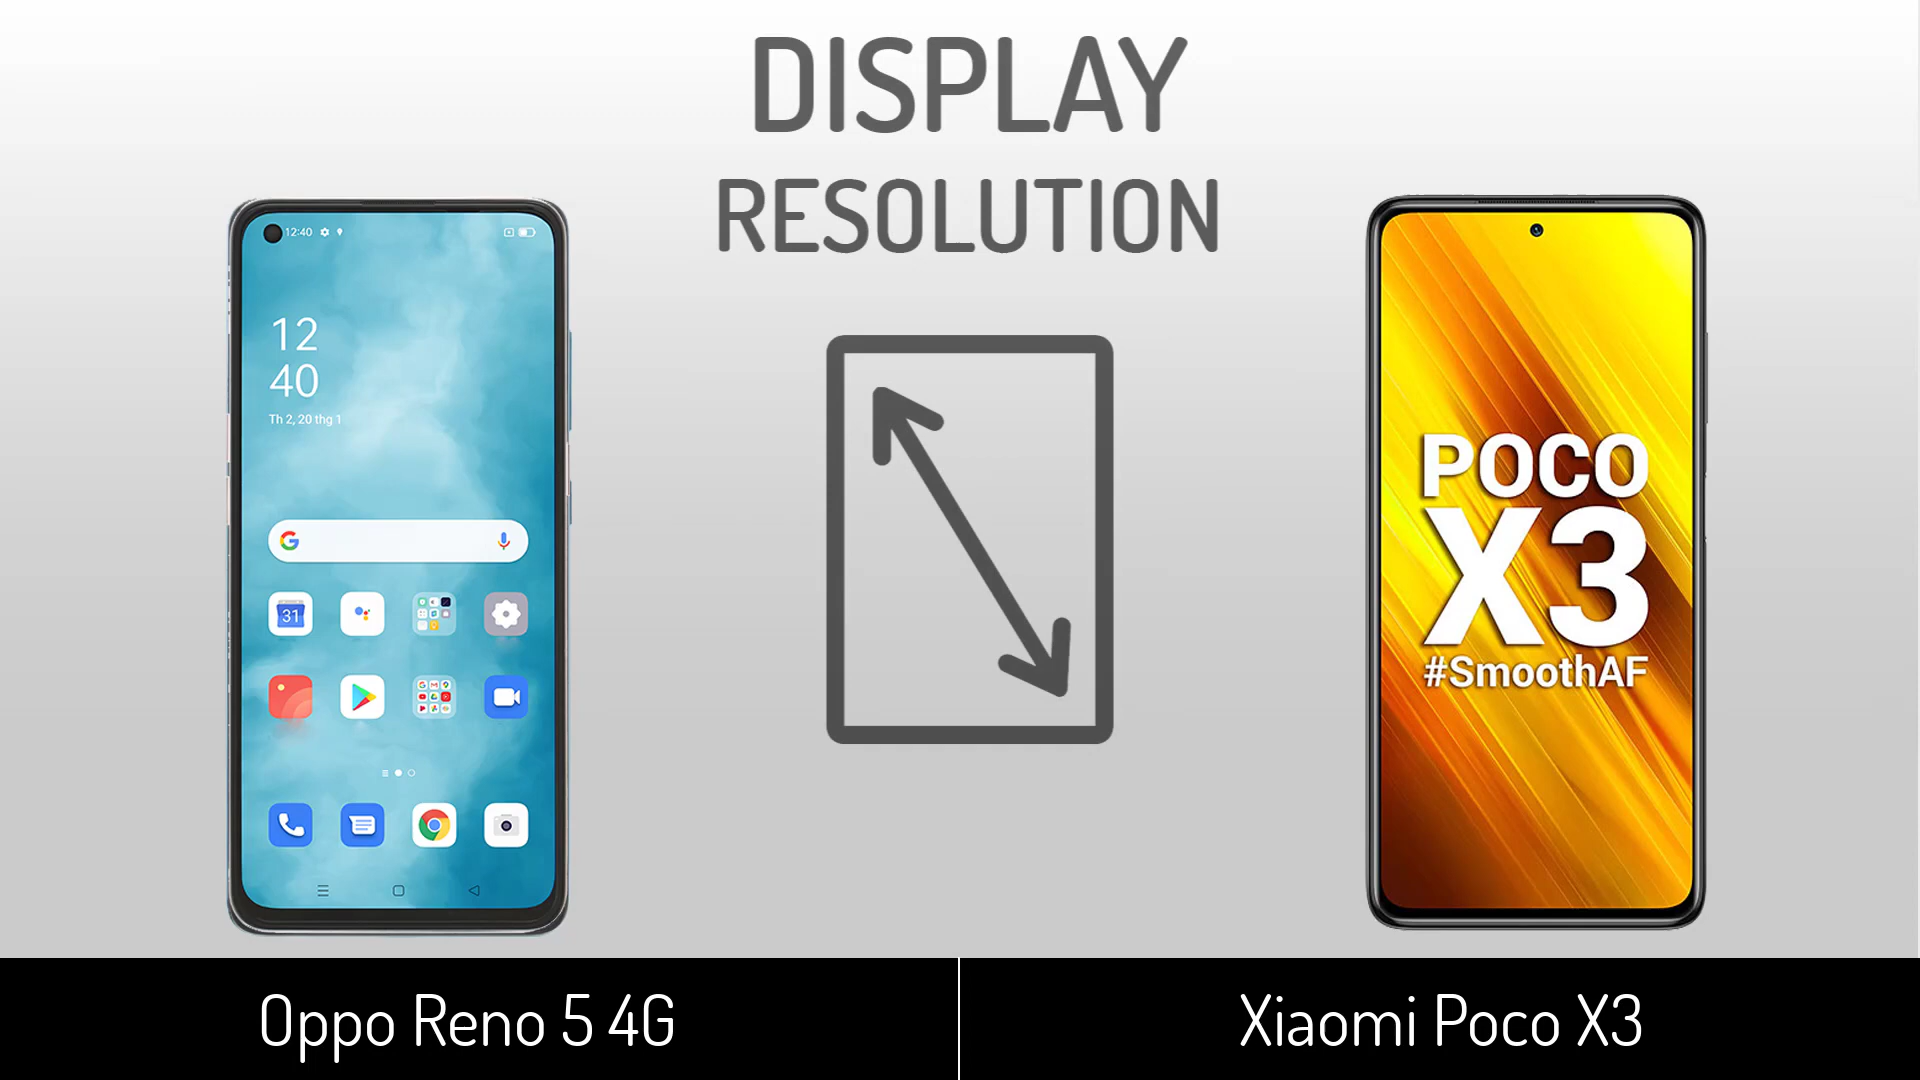 DISPLAY
RESOLUTION
12:40
12
40
Th 2, 20 thg 1
31
POCO
X3
#SmoothAF
Oppo Reno 5 4G
Xiaomi Poco X3